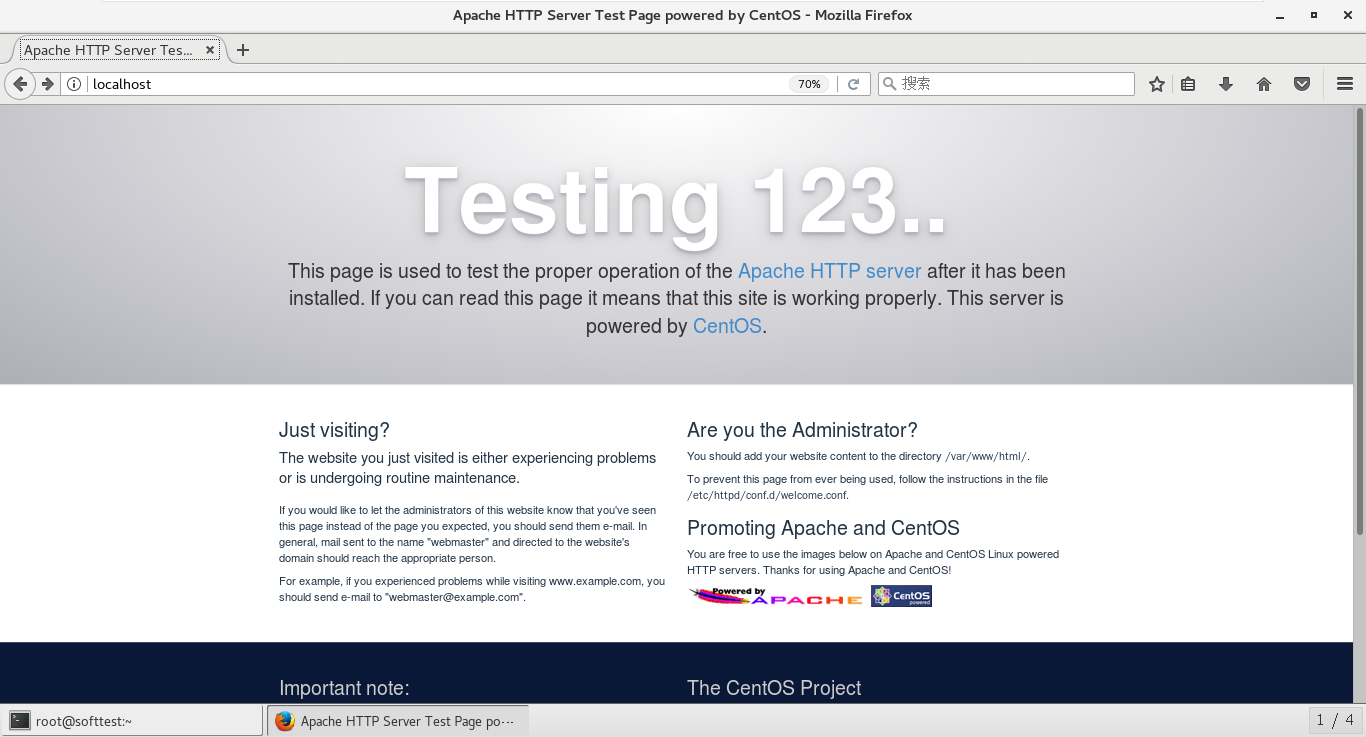 Apache HTTP Server Test Page powered by CentOS - Mozilla Firefox
Apache HTTP Server Tes...
localhost
70%
搜索
Testing 123..
This page is used to test the proper operation of the Apache HTTP server after it has been
installed. If you can read this page it means that this site is working properly. This server is
powered by CentOS.
Just visiting?
The website you just visited is either experiencing problems
or is undergoing routine maintenance.
If you would like to let the administrators of this website know that you've seen
this page instead of the page you expected, you should send them e-mail. In
general, mail sent to the name "webmaster" and directed to the website's
domain should reach the appropriate person.
For example, if you experienced problems while visiting www.example.com, you
should send e-mail to "webmaster@example.com".
Are you the Administrator?
You should add your website content to the directory /var/www/html/.
To prevent this page from ever being used, follow the instructions in the file
/etc/httpd/conf.d/welcome.conf.
Promoting Apache and CentOS
You are free to use the images below on Apache and CentOS Linux powered
HTTP servers. Thanks for using Apache and CentOS!
Powered by
APACHE
CentOS
powered
Important note:
The CentOS Project
root@softtest:~
Apache HTTP Server Test Page po···
1 / 4